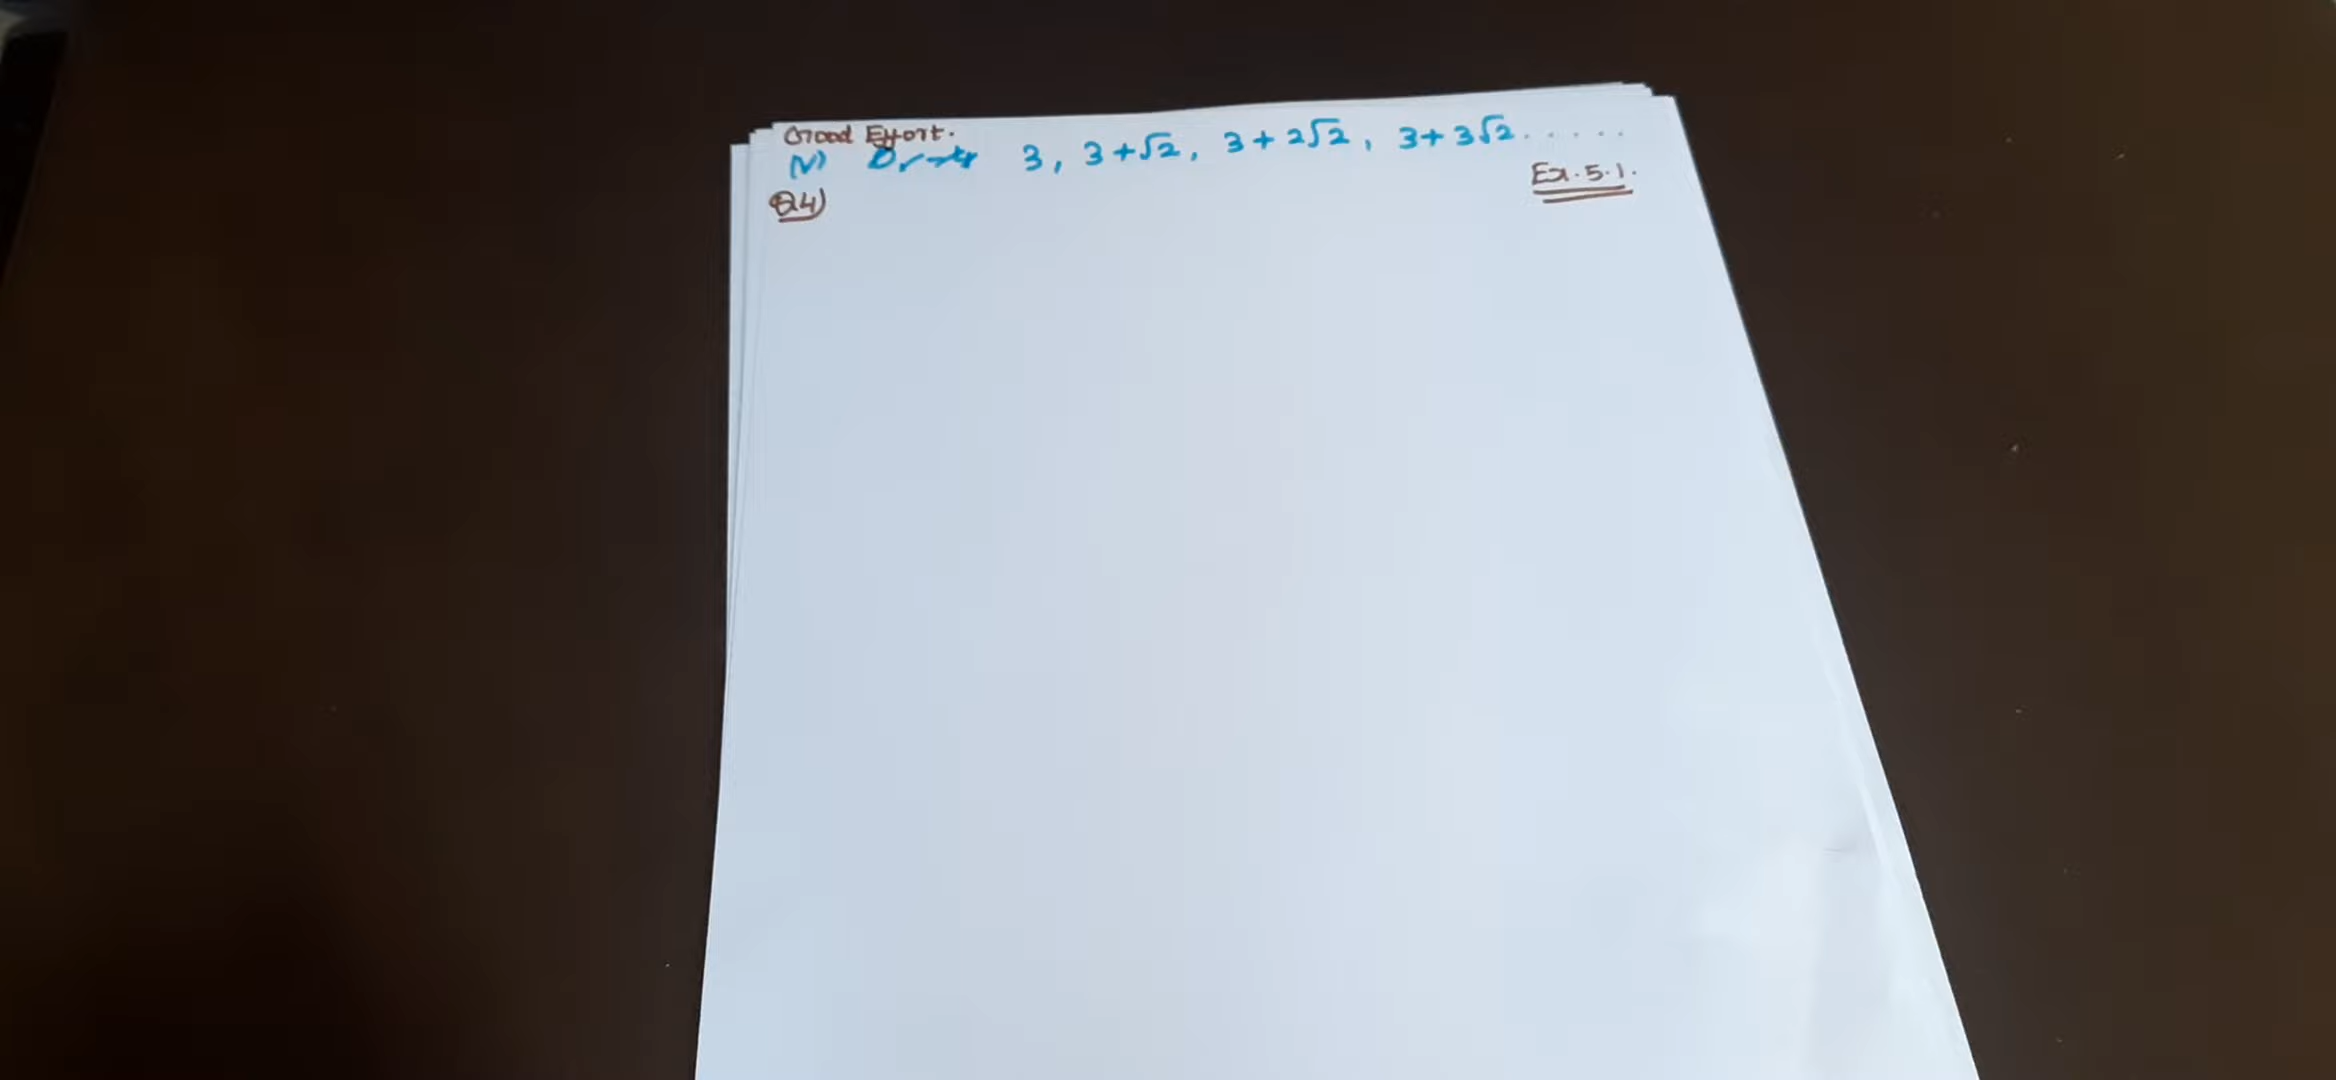 Good Effort.
(v) 3, 3+√2, 3+2√2, 3+3√2.....
Ex.5.1.
Q4)